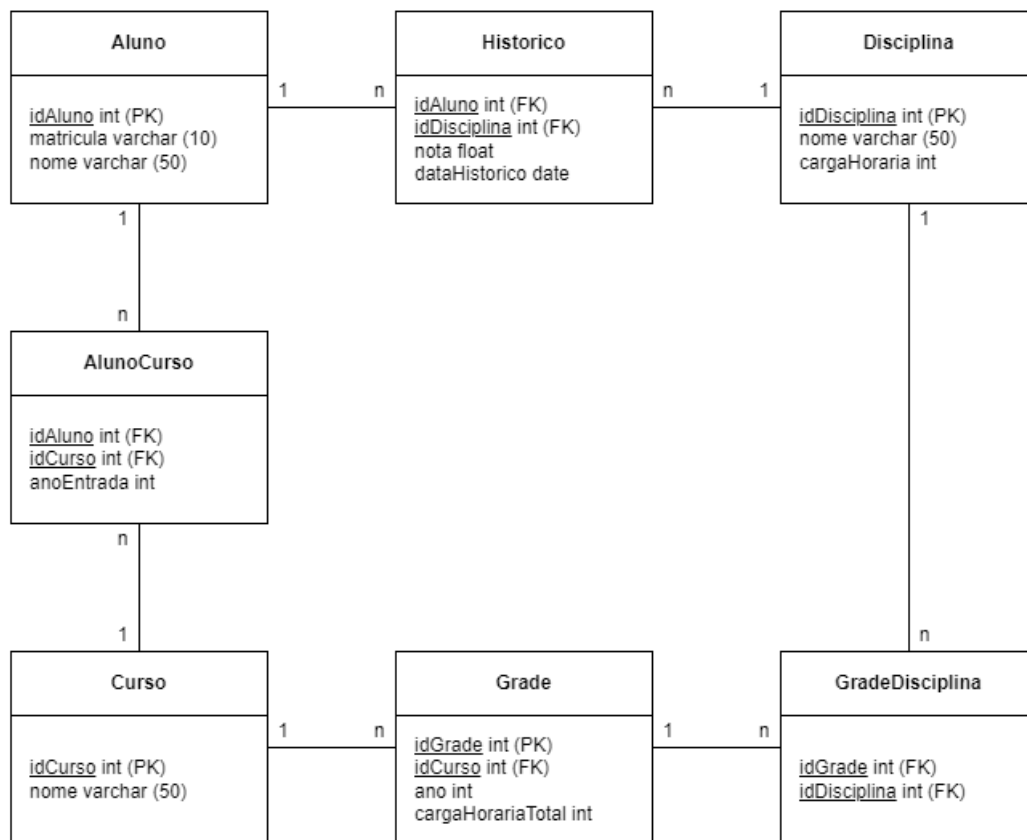 Aluno
idAluno int (PK)
matricula varchar (10)
nome varchar (50)
1
n
Historico
idAluno int (FK)
idDisciplina int (FK)
nota float
dataHistorico date
n
1
Disciplina
idDisciplina int (PK)
nome varchar (50)
cargaHoraria int
1
1
n
AlunoCurso
idAluno int (FK)
idCurso int (FK)
anoEntrada int
n
1
n
Curso
idCurso int (PK)
nome varchar (50)
1
n
Grade
idGrade int (PK)
idCurso int (FK)
ano int
cargaHorariaTotal int
1
n
GradeDisciplina
idGrade int (FK)
idDisciplina int (FK)